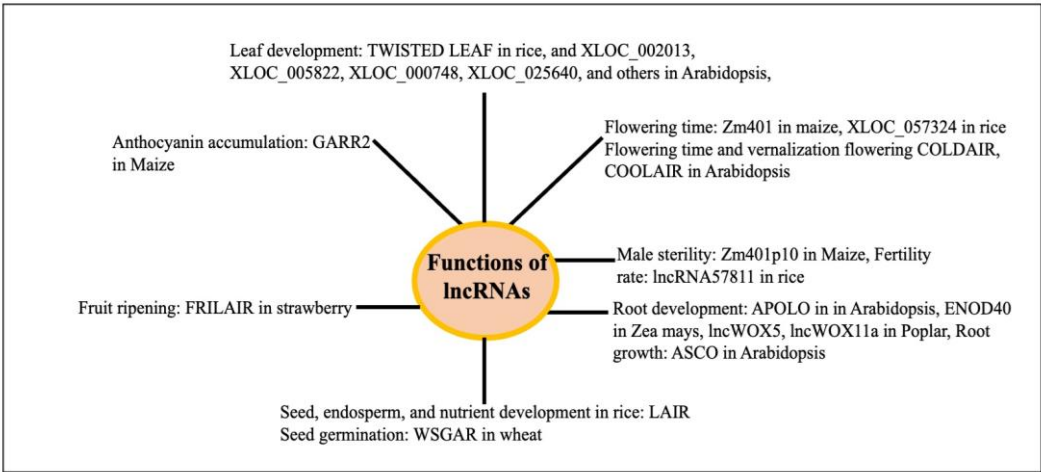 Leaf development: TWISTED LEAF in rice, and XLOC_002013,
XLOC_005822, XLOC_000748, XLOC_025640, and others in Arabidopsis,
Anthocyanin accumulation: GARR2
in Maize
Flowering time: Zm401 in maize, XLOC_057324 in rice
Flowering time and vernalization flowering COLDAIR,
COOLAIR in Arabidopsis
Functions of
lncRNAs
Male sterility: Zm401p10 in Maize, Fertility
rate: lncRNA57811 in rice
Fruit ripening: FRILAIR in strawberry
Root development: APOLO in in Arabidopsis, ENOD40
in Zea mays, lncWOX5, lncWOX11a in Poplar, Root
growth: ASCO in Arabidopsis
Seed, endosperm, and nutrient development in rice: LAIR
Seed germination: WSGAR in wheat